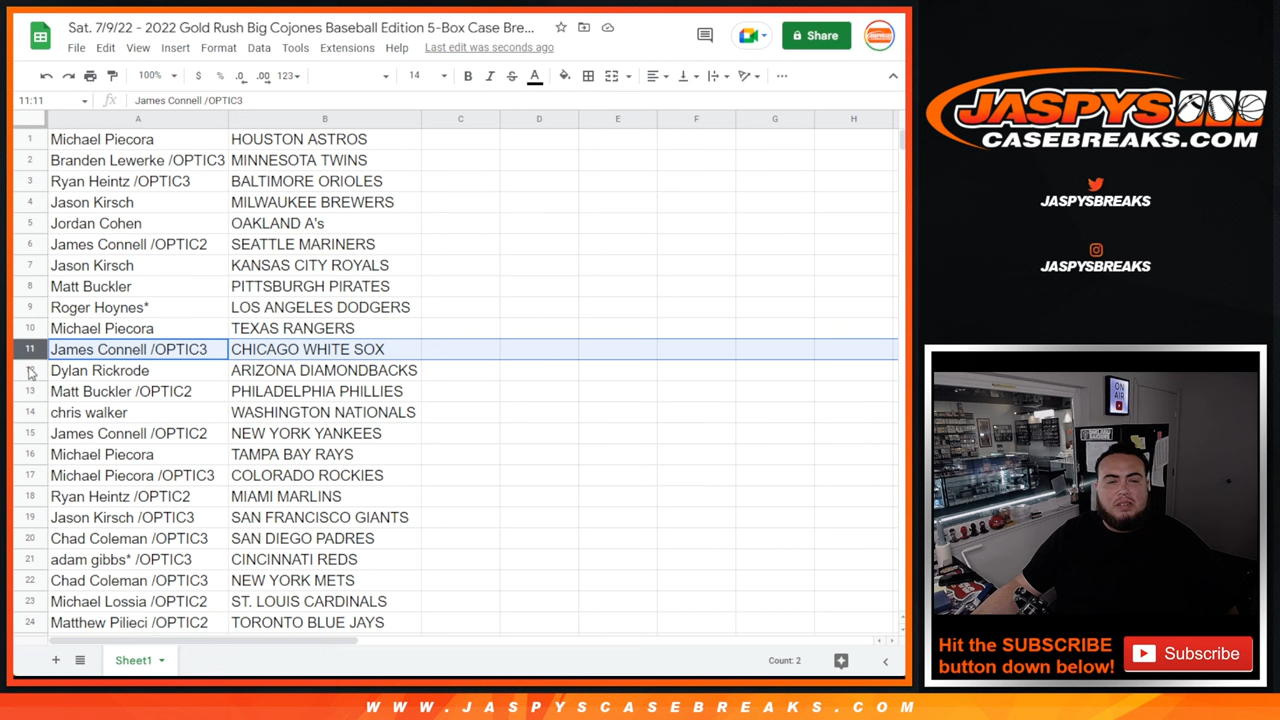 Sat. 7/9/22 - 2022 Gold Rush Big Cojones Baseball Edition 5-Box Case Bre...
Share
File Edit View Insert Format Data Tools Extensions Help Last edit was seconds ago
100% $ % .0 .00 123 14 B I S A
11:11 fx James Connell /OPTIC3
A B C D E F G H
1 Michael Piecora HOUSTON ASTROS
2 Branden Lewerke /OPTIC3 MINNESOTA TWINS
3 Ryan Heintz /OPTIC3 BALTIMORE ORIOLES
4 Jason Kirsch MILWAUKEE BREWERS
5 Jordan Cohen OAKLAND A's
6 James Connell /OPTIC2 SEATTLE MARINERS
7 Jason Kirsch KANSAS CITY ROYALS
8 Matt Buckler PITTSBURGH PIRATES
9 Roger Hoynes* LOS ANGELES DODGERS
10 Michael Piecora TEXAS RANGERS
11 James Connell /OPTIC3 CHICAGO WHITE SOX
Dylan Rickrode ARIZONA DIAMONDBACKS
13 Matt Buckler /OPTIC2 PHILADELPHIA PHILLIES
14 chris walker WASHINGTON NATIONALS
15 James Connell /OPTIC2 NEW YORK YANKEES
16 Michael Piecora TAMPA BAY RAYS
17 Michael Piecora /OPTIC3 COLORADO ROCKIES
18 Ryan Heintz /OPTIC2 MIAMI MARLINS
19 Jason Kirsch /OPTIC3 SAN FRANCISCO GIANTS
20 Chad Coleman /OPTIC3 SAN DIEGO PADRES
21 adam gibbs* /OPTIC3 CINCINNATI REDS
22 Chad Coleman /OPTIC3 NEW YORK METS
23 Michael Lossia /OPTIC2 ST. LOUIS CARDINALS
24 Matthew Pilieci /OPTIC2 TORONTO BLUE JAYS
Sheet1
Count: 2
JASPYS
CASEBREAKS.COM
JASPYSBREAKS
JASPYSBREAKS
ON
AIR
Hit the SUBSCRIBE
button down below!
Subscribe
WWW.JASPYSCASEBREAKS.COM